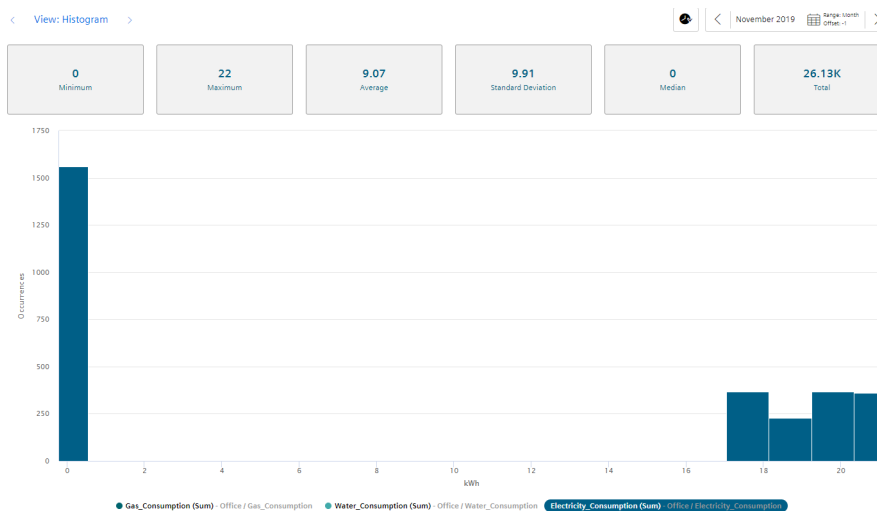 View: Histogram
November 2019
Range: Month
Offset: -1
0
Minimum
22
Maximum
9.07
Average
9.91
Standard Deviation
0
Median
26.13K
Total
1750
1500
1250
1000
750
500
250
0
Occurrences
0 2 4 6 8 10 12 14 16 18 20
kWh
Gas_Consumption (Sum) - Office / Gas_Consumption Water_Consumption (Sum) - Office / Water_Consumption Electricity_Consumption (Sum) - Office / Electricity_Consumption